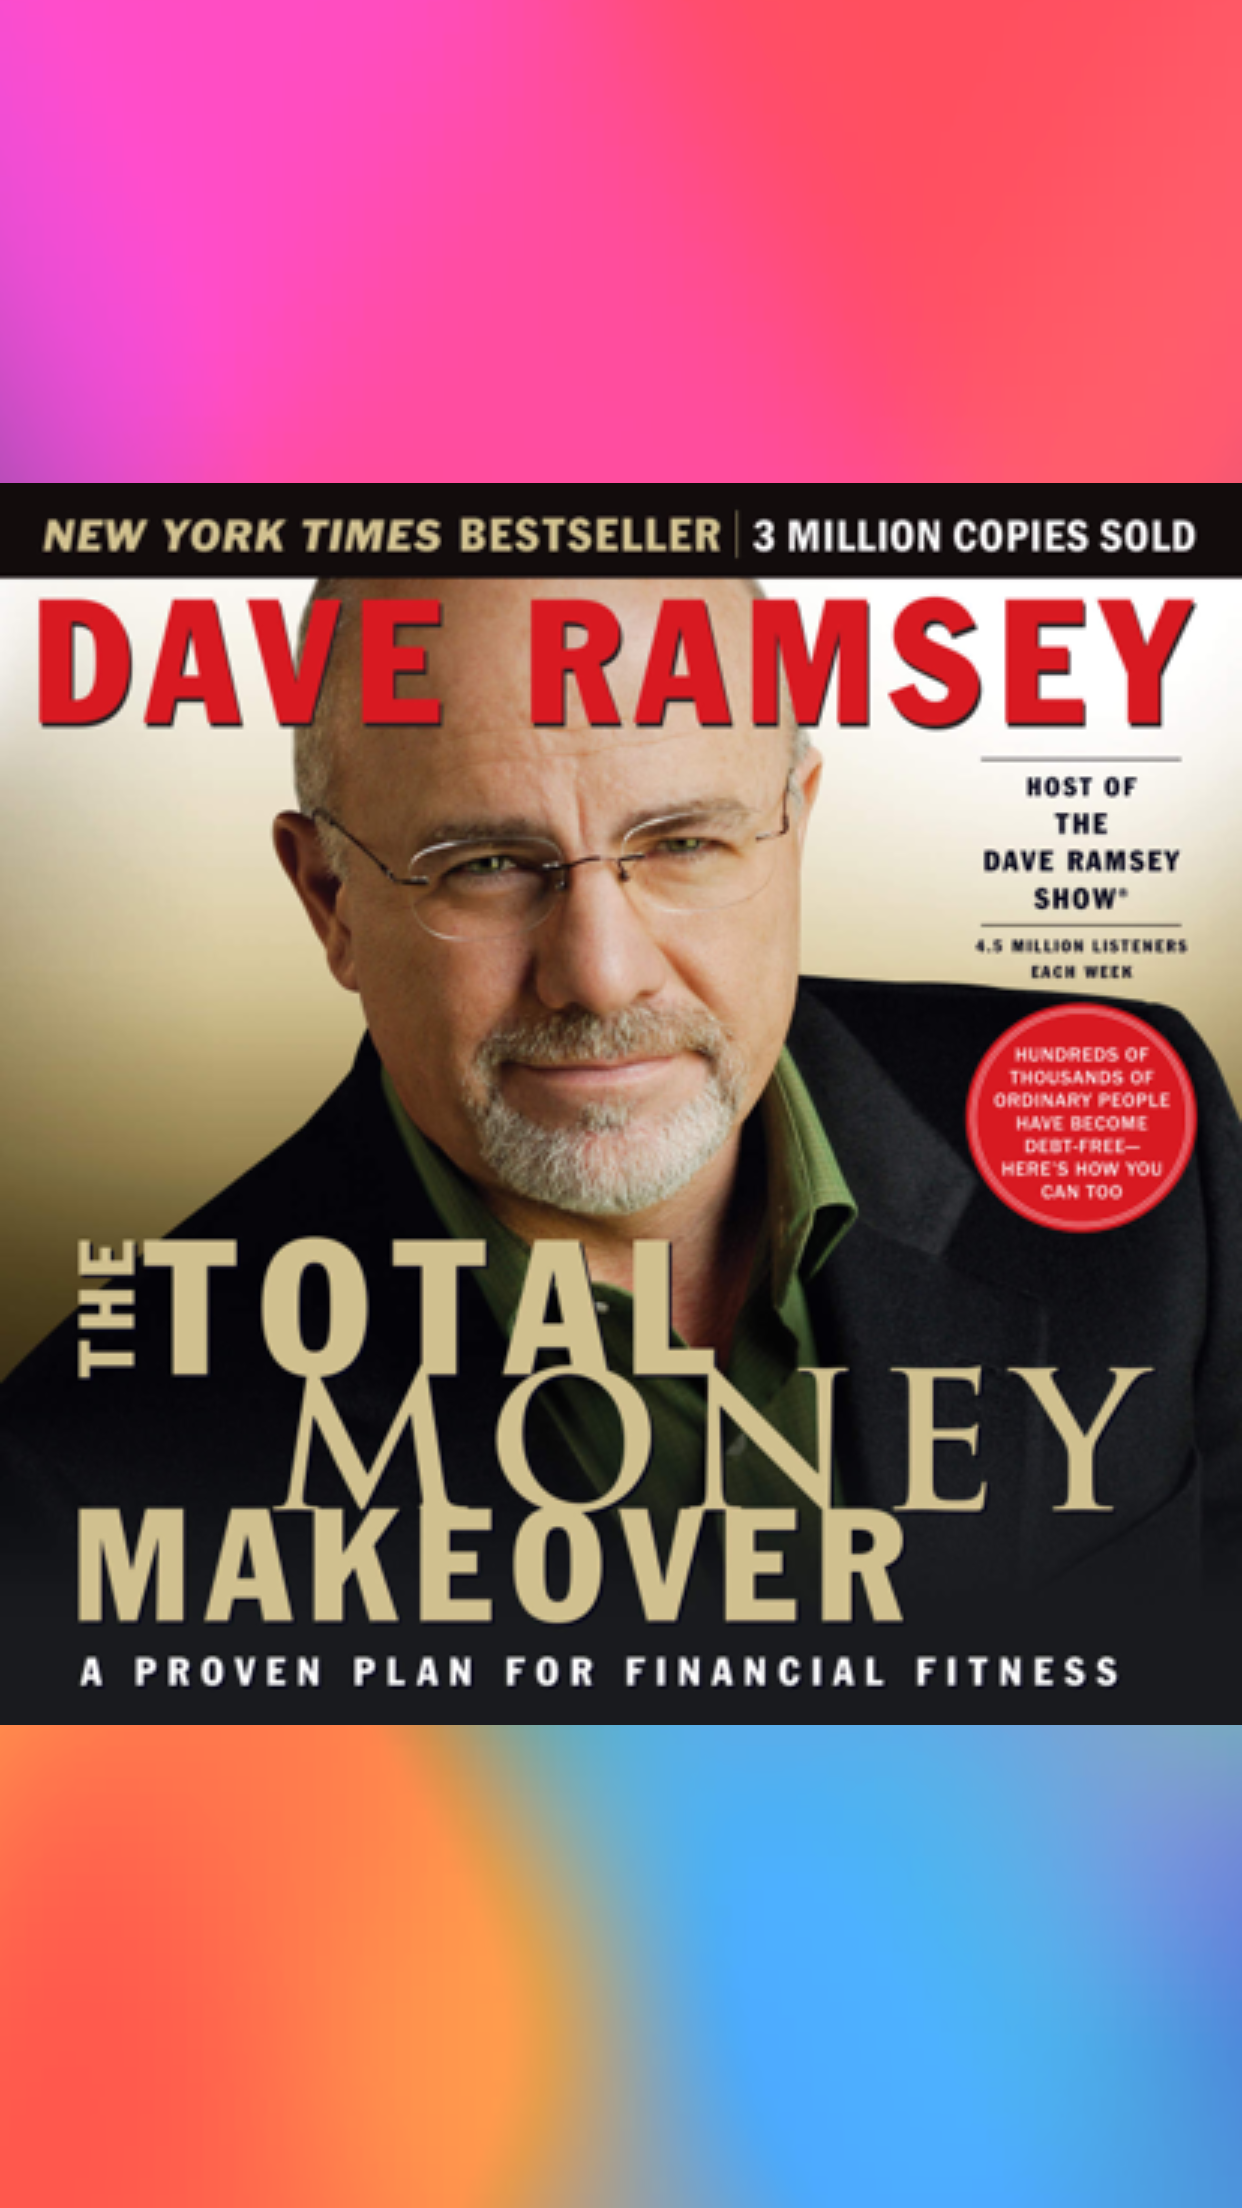 NEW YORK TIMES BESTSELLER | 3 MILLION COPIES SOLD
DAVE RAMSEY
HOST OF
THE
DAVE RAMSEY
SHOW®
4.5 MILLION LISTENERS
EACH WEEK
HUNDREDS OF
THOUSANDS OF
ORDINARY PEOPLE
HAVE BECOME
DEBT-FREE—
HERE'S HOW YOU
CAN TOO
THE TOTAL
MONEY
MAKEOVER
A PROVEN PLAN FOR FINANCIAL FITNESS